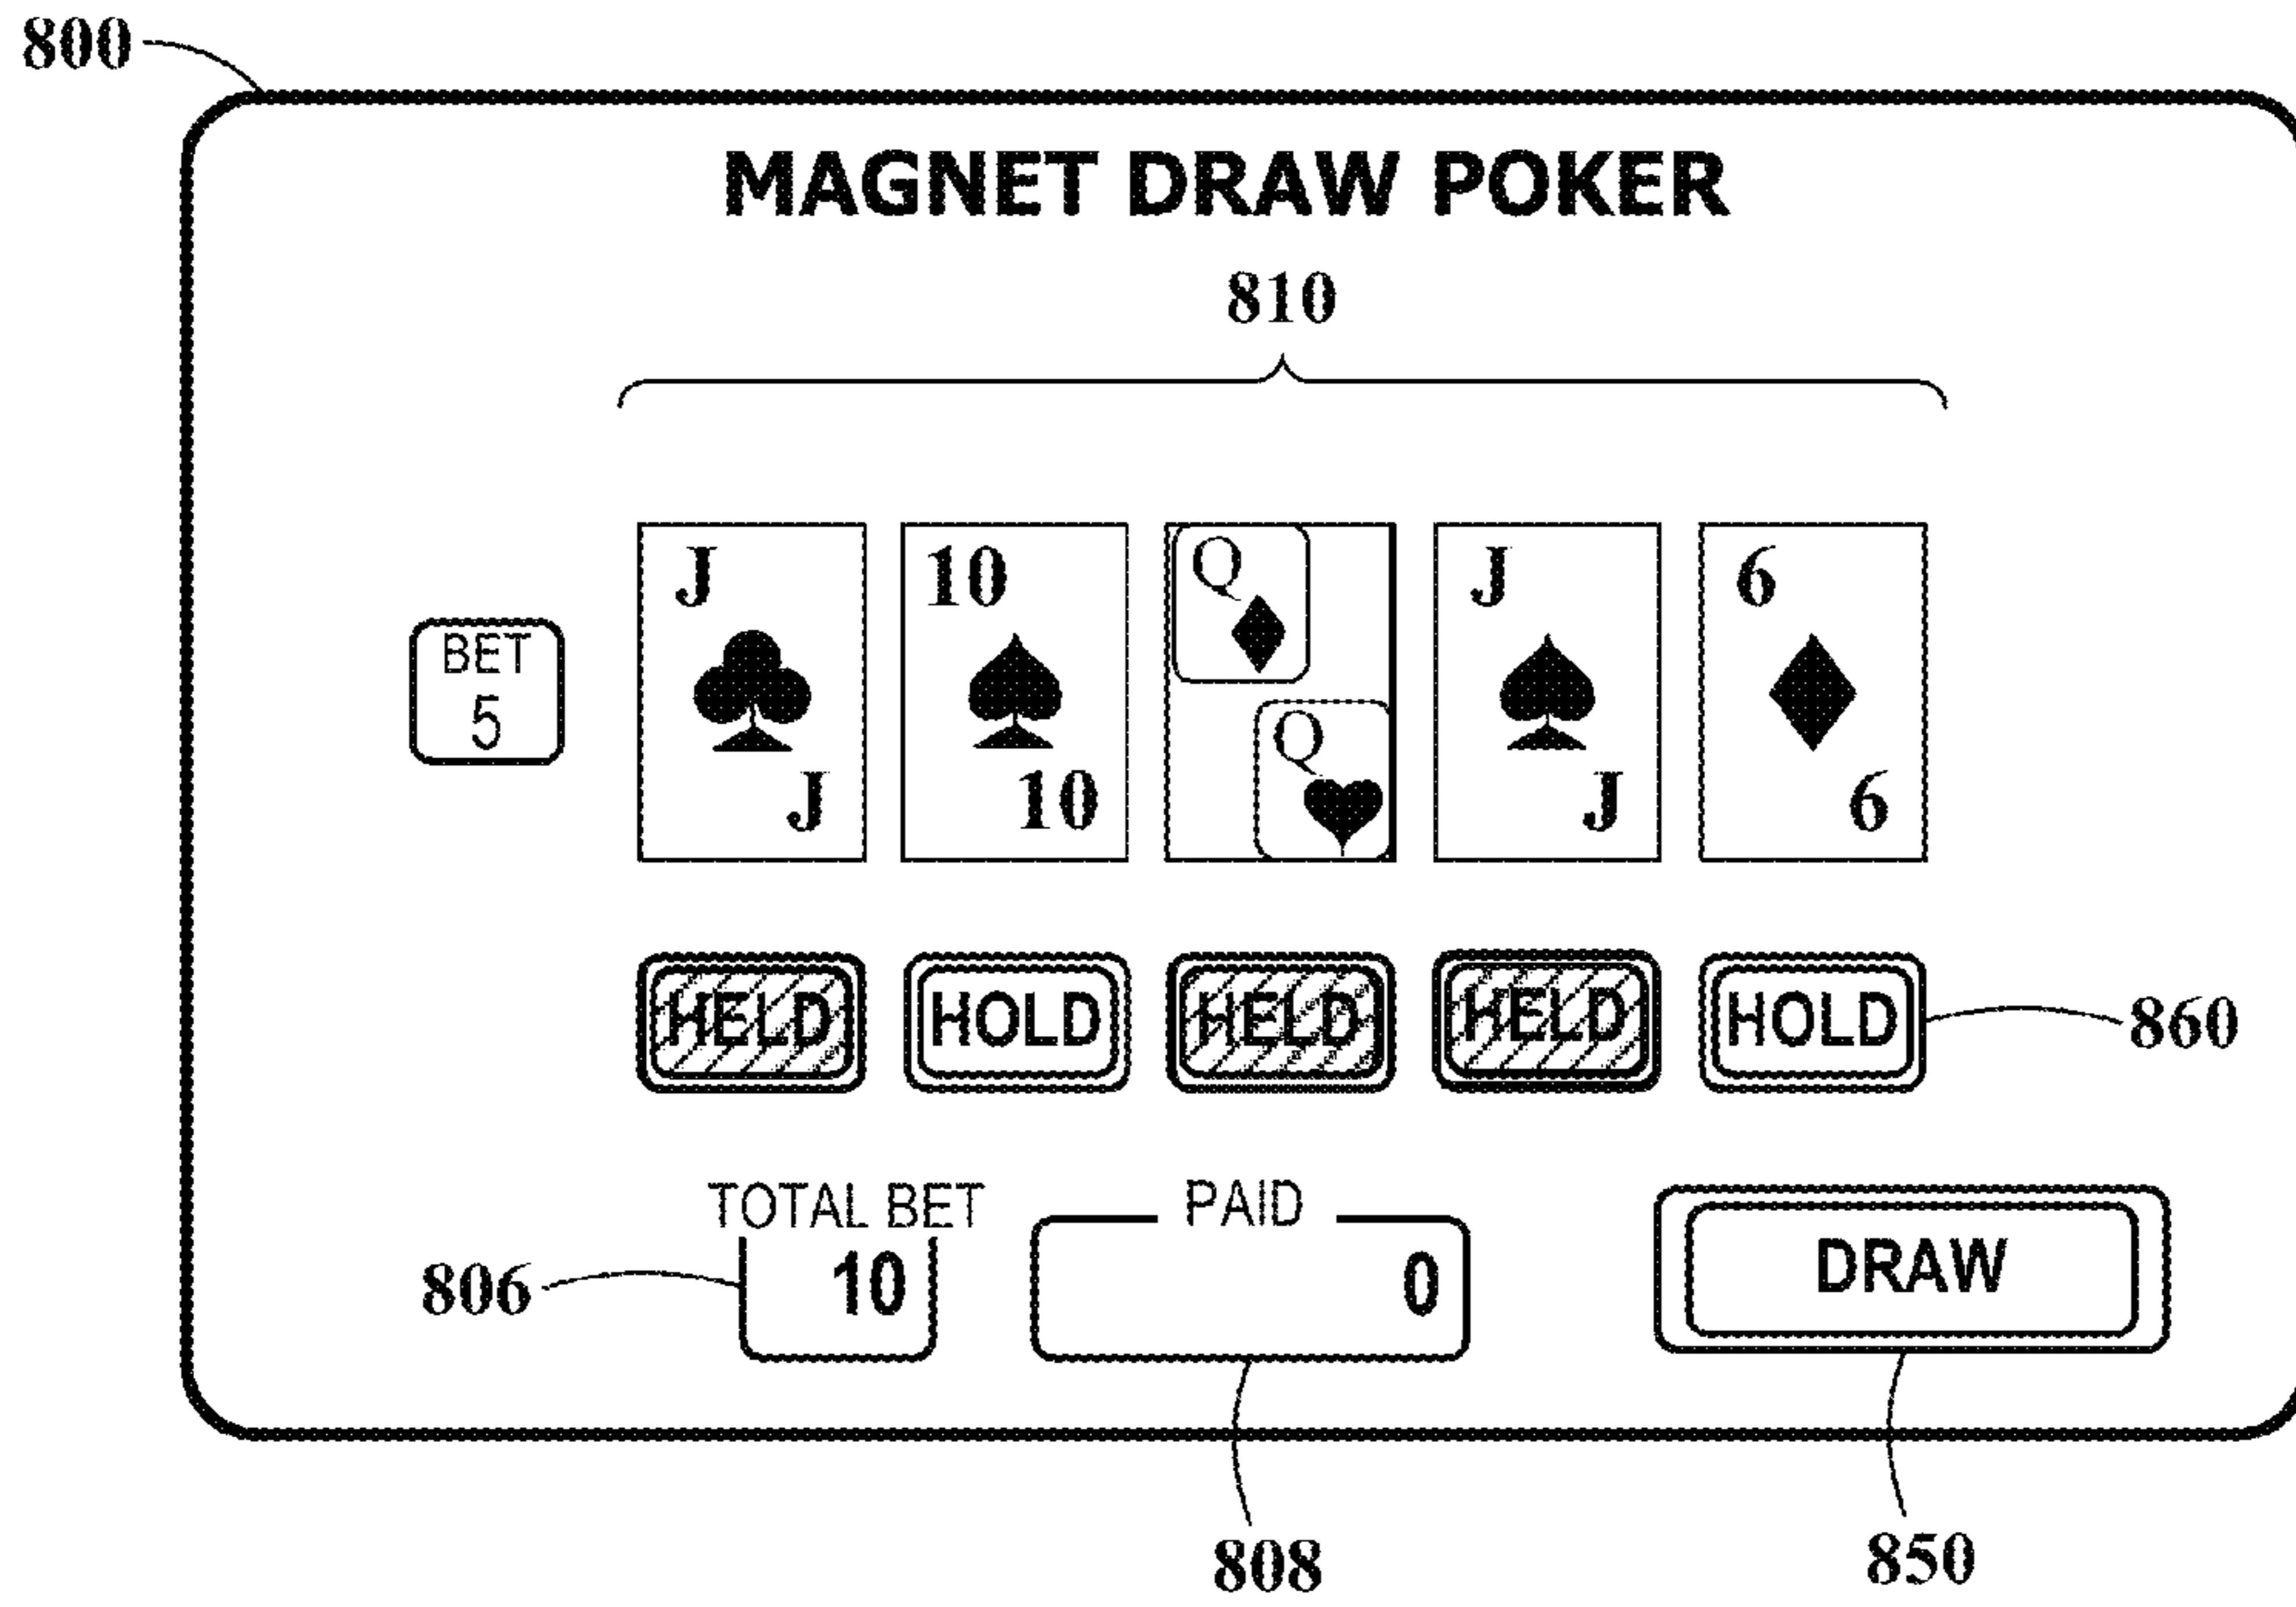 800
MAGNET DRAW POKER
810
J 10 Q J 6
BET
5
Q
J 10 J 6
HELD HOLD HELD HELD HOLD
860
TOTAL BET PAID
806 10 0 DRAW
808 850